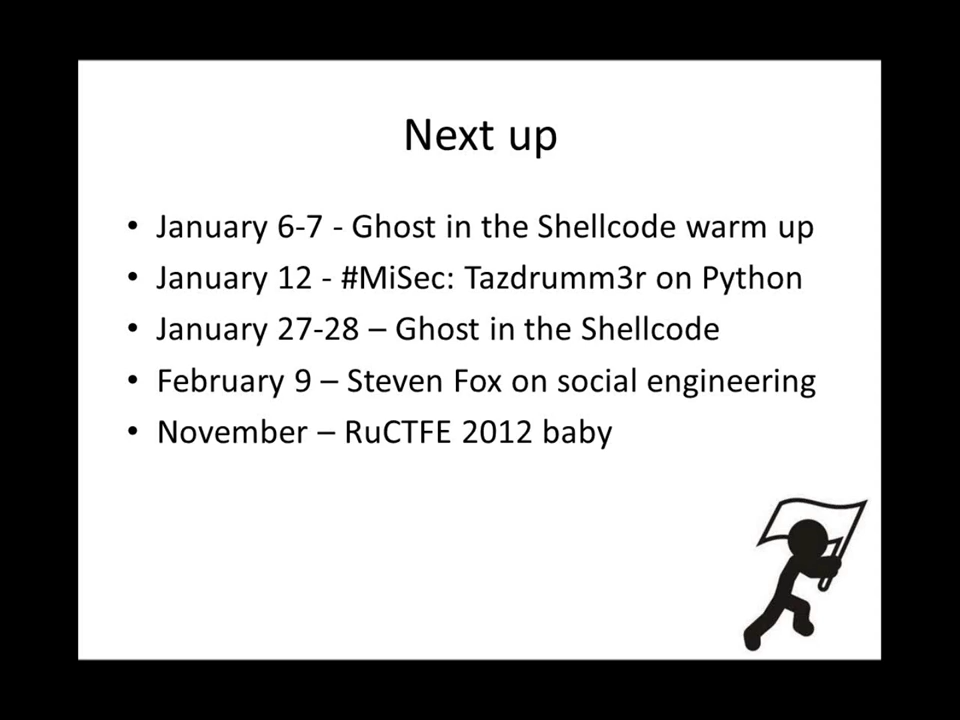 Next up
• January 6-7 - Ghost in the Shellcode warm up
• January 12 - #MiSec: Tazdrumm3r on Python
• January 27-28 – Ghost in the Shellcode
• February 9 – Steven Fox on social engineering
• November – RuCTFE 2012 baby